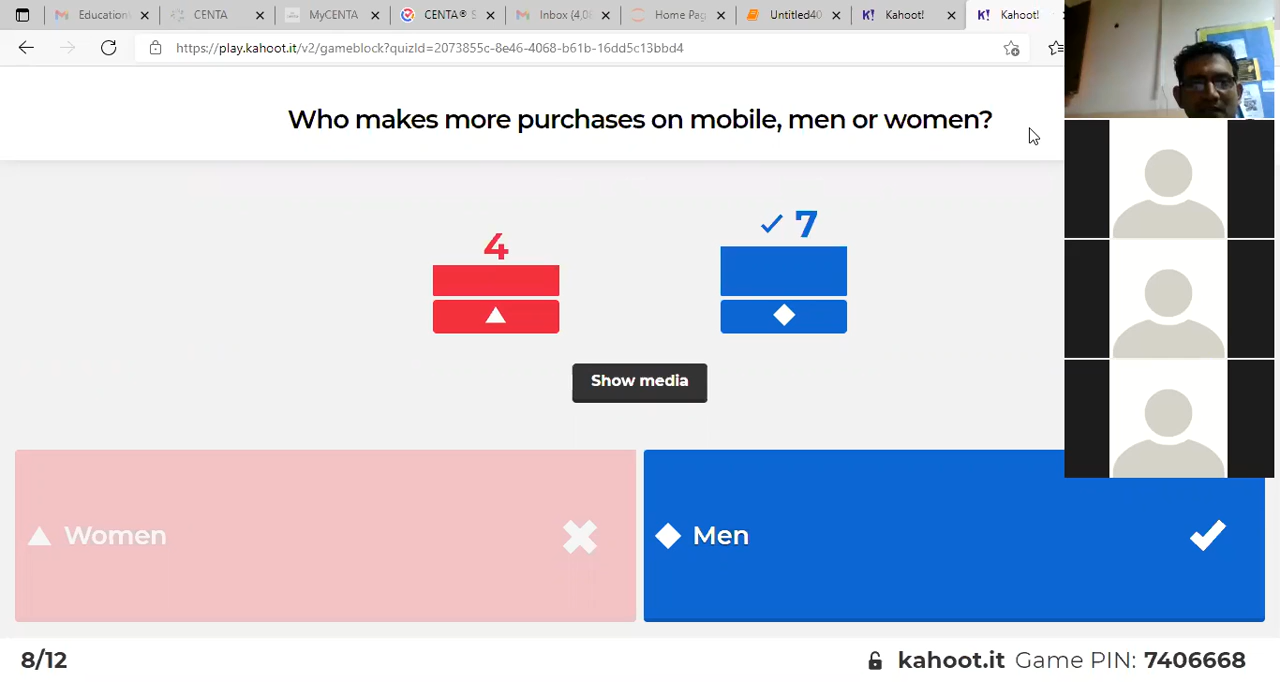 Education
CENTA
MyCENTA
CENTA® S
Inbox (4,08
Home Pag
Untitled40
Kahoot!
Kahoot!
https://play.kahoot.it/v2/gameblock?quizId=2073855c-8e46-4068-b61b-16dd5c13bbd4
Who makes more purchases on mobile, men or women?
4
7
Show media
Women
Men
8/12
kahoot.it Game PIN: 7406668